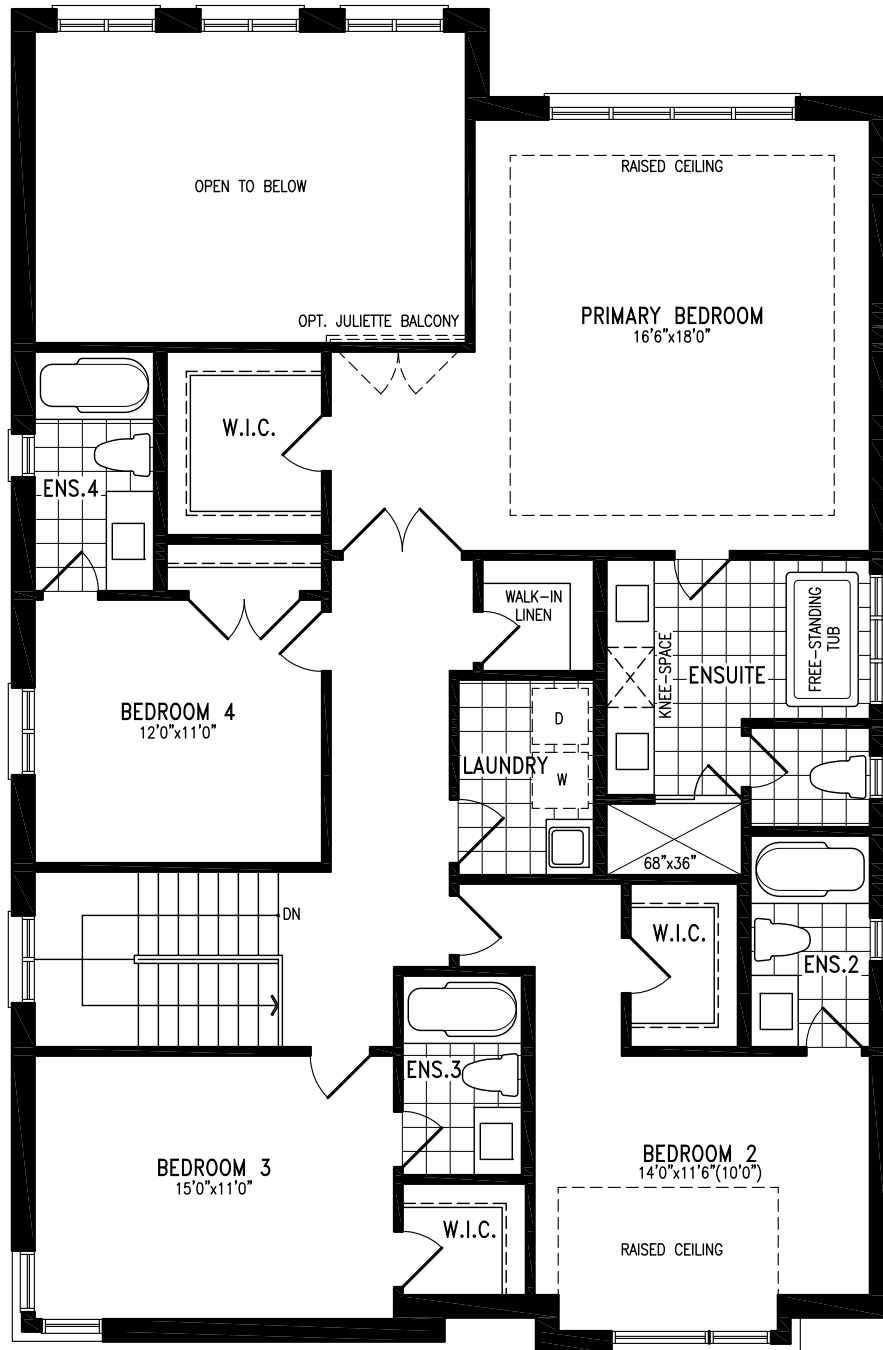 OPEN TO BELOW
RAISED CEILING
PRIMARY BEDROOM
16'6"x18'0"
OPT. JULIETTE BALCONY
W.I.C.
ENS.4
WALK-IN
LINEN
KNEE-SPACE
ENSUITE
FREE-STANDING
TUB
BEDROOM 4
12'0"x11'0"
D
LAUNDRY
W
68"x36"
DN
W.I.C.
ENS.2
ENS.3
BEDROOM 3
15'0"x11'0"
BEDROOM 2
14'0"x11'6"(10'0")
W.I.C.
RAISED CEILING